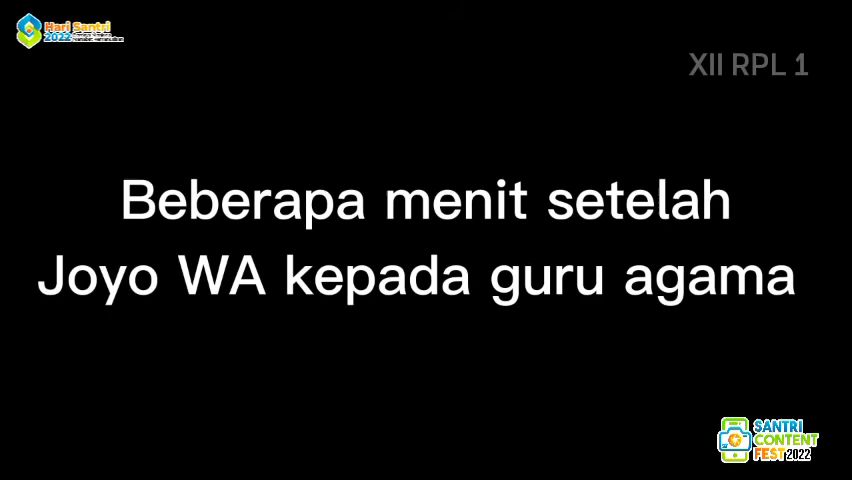 Hari Santri
2022
XII RPL 1
Beberapa menit setelah
Joyo WA kepada guru agama
SANTRI
CONTENT
FEST 2022